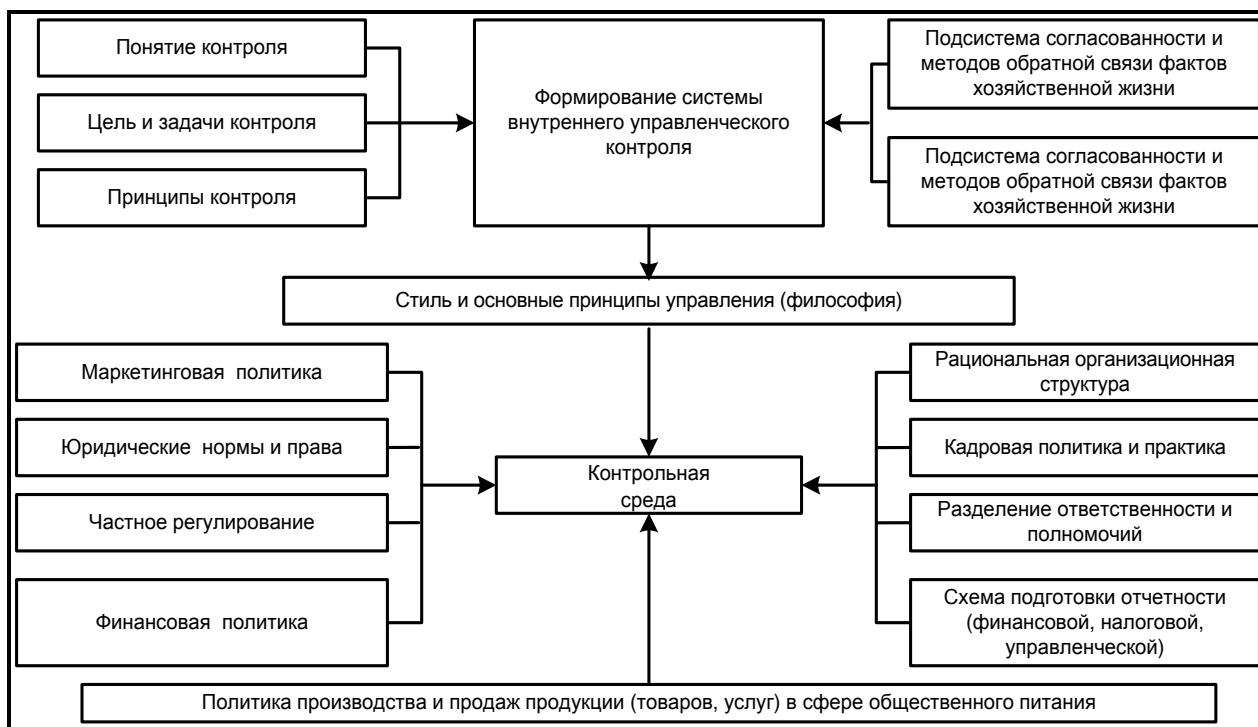 Понятие контроля
Цель и задачи контроля
Принципы контроля
Формирование системы
внутреннего управленческого
контроля
Подсистема согласованности и
методов обратной связи фактов
хозяйственной жизни
Подсистема согласованности и
методов обратной связи фактов
хозяйственной жизни
Стиль и основные принципы управления (философия)
Маркетинговая политика
Юридические нормы и права
Частное регулирование
Финансовая политика
Контрольная
среда
Рациональная организационная
структура
Кадровая политика и практика
Разделение ответственности и
полномочий
Схема подготовки отчетности
(финансовой, налоговой,
управленческой)
Политика производства и продаж продукции (товаров, услуг) в сфере общественного питания